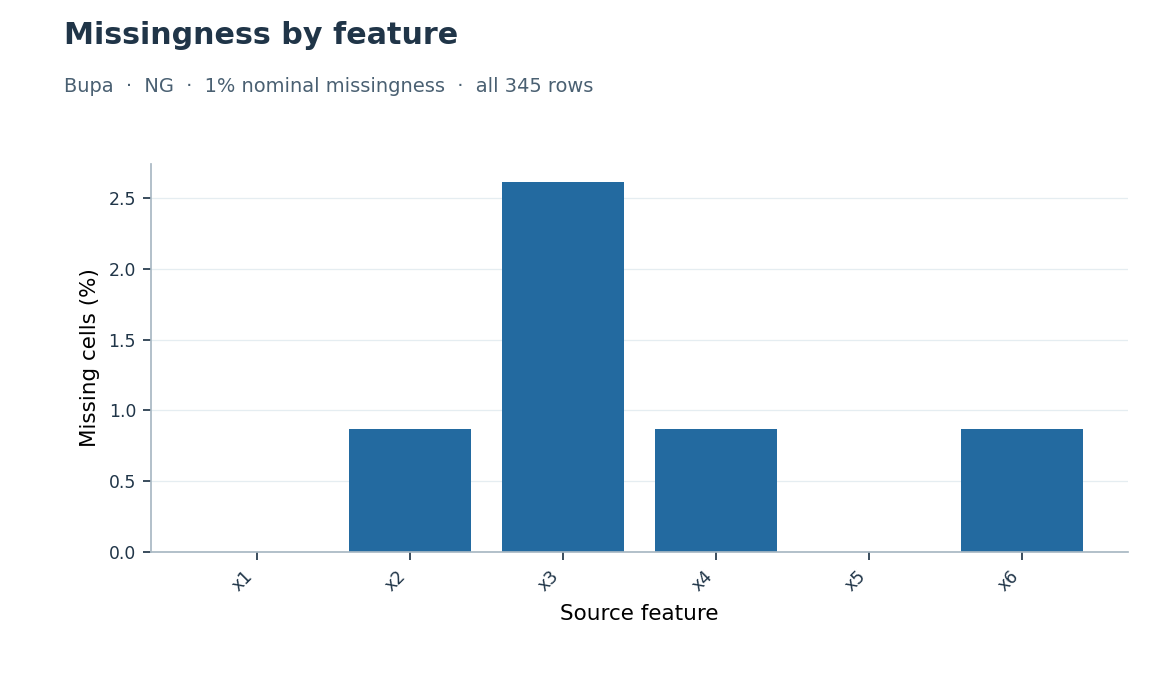 Missingness by feature
Bupa · NG · 1% nominal missingness · all 345 rows
Missing cells (%)
2.5
2.0
1.5
1.0
0.5
0.0
x1 x2 x3 x4 x5 x6
Source feature